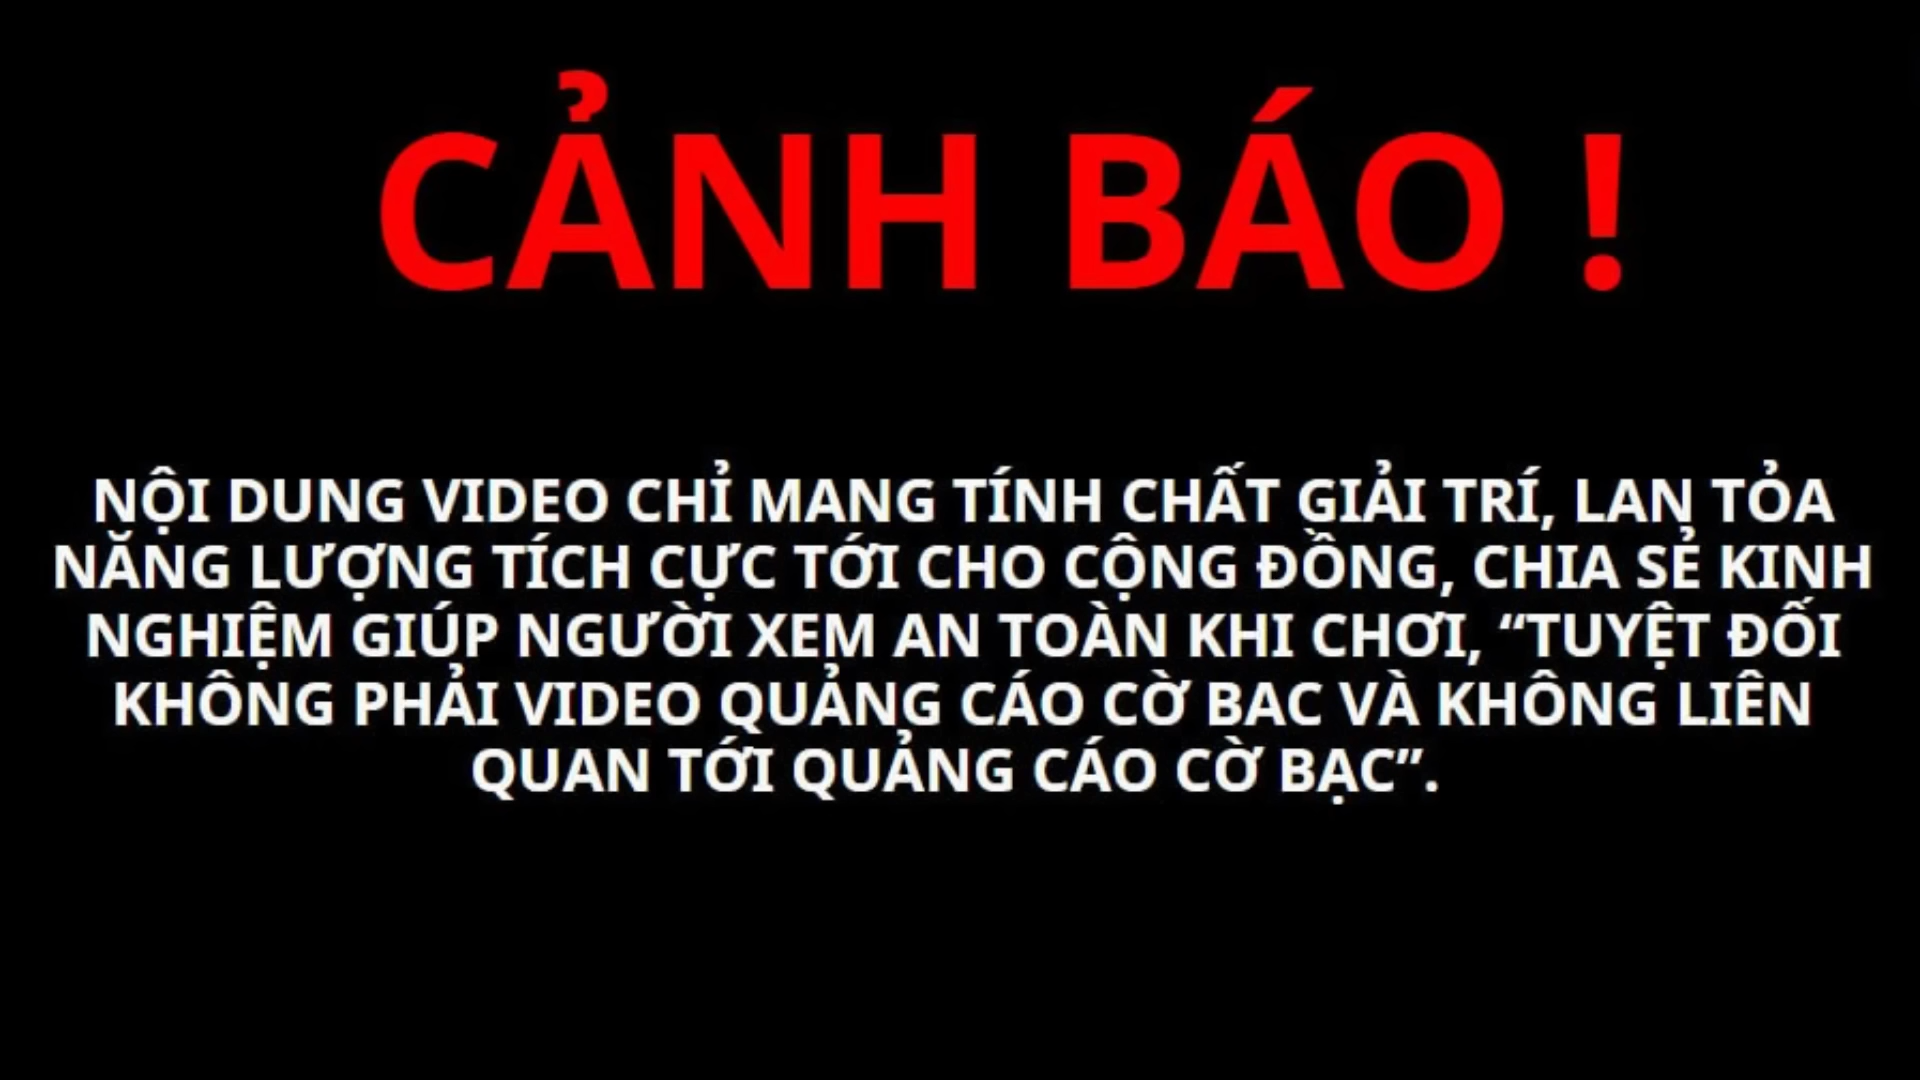 CẢNH BÁO !
NỘI DUNG VIDEO CHỈ MANG TÍNH CHẤT GIẢI TRÍ, LAN TỎA
NĂNG LƯỢNG TÍCH CỰC TỚI CHO CỘNG ĐỒNG, CHIA SẺ KINH
NGHIỆM GIÚP NGƯỜI XEM AN TOÀN KHI CHƠI, “TUYỆT ĐỐI
KHÔNG PHẢI VIDEO QUẢNG CÁO CỜ BAC VÀ KHÔNG LIÊN
QUAN TỚI QUẢNG CÁO CỜ BẠC”.